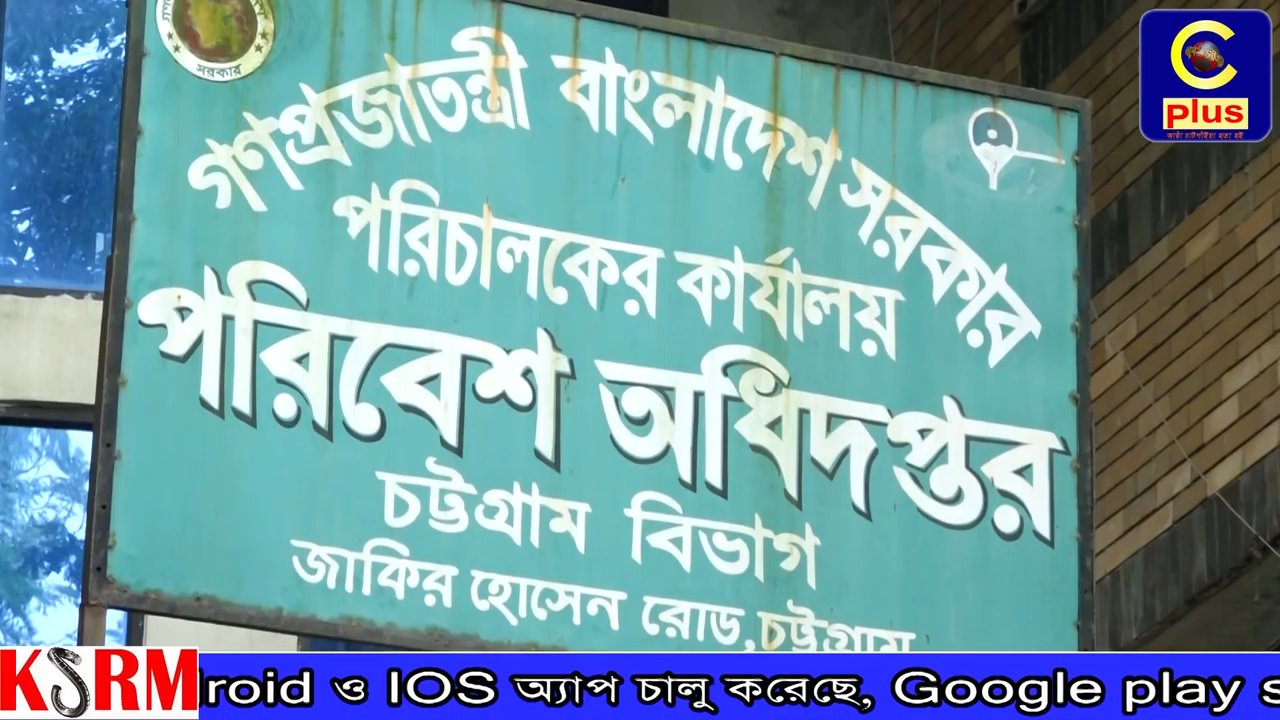 সরকার
গণপ্রজাতন্ত্রী বাংলাদেশ সরকার
পরিচালকের কার্যালয়
পরিবেশ অধিদপ্তর
চট্টগ্রাম বিভাগ
জাকির হোসেন রোড, চট্টগ্রাম
C
plus
KSRM
roid ও IOS অ্যাপ চালু করেছে, Google play s